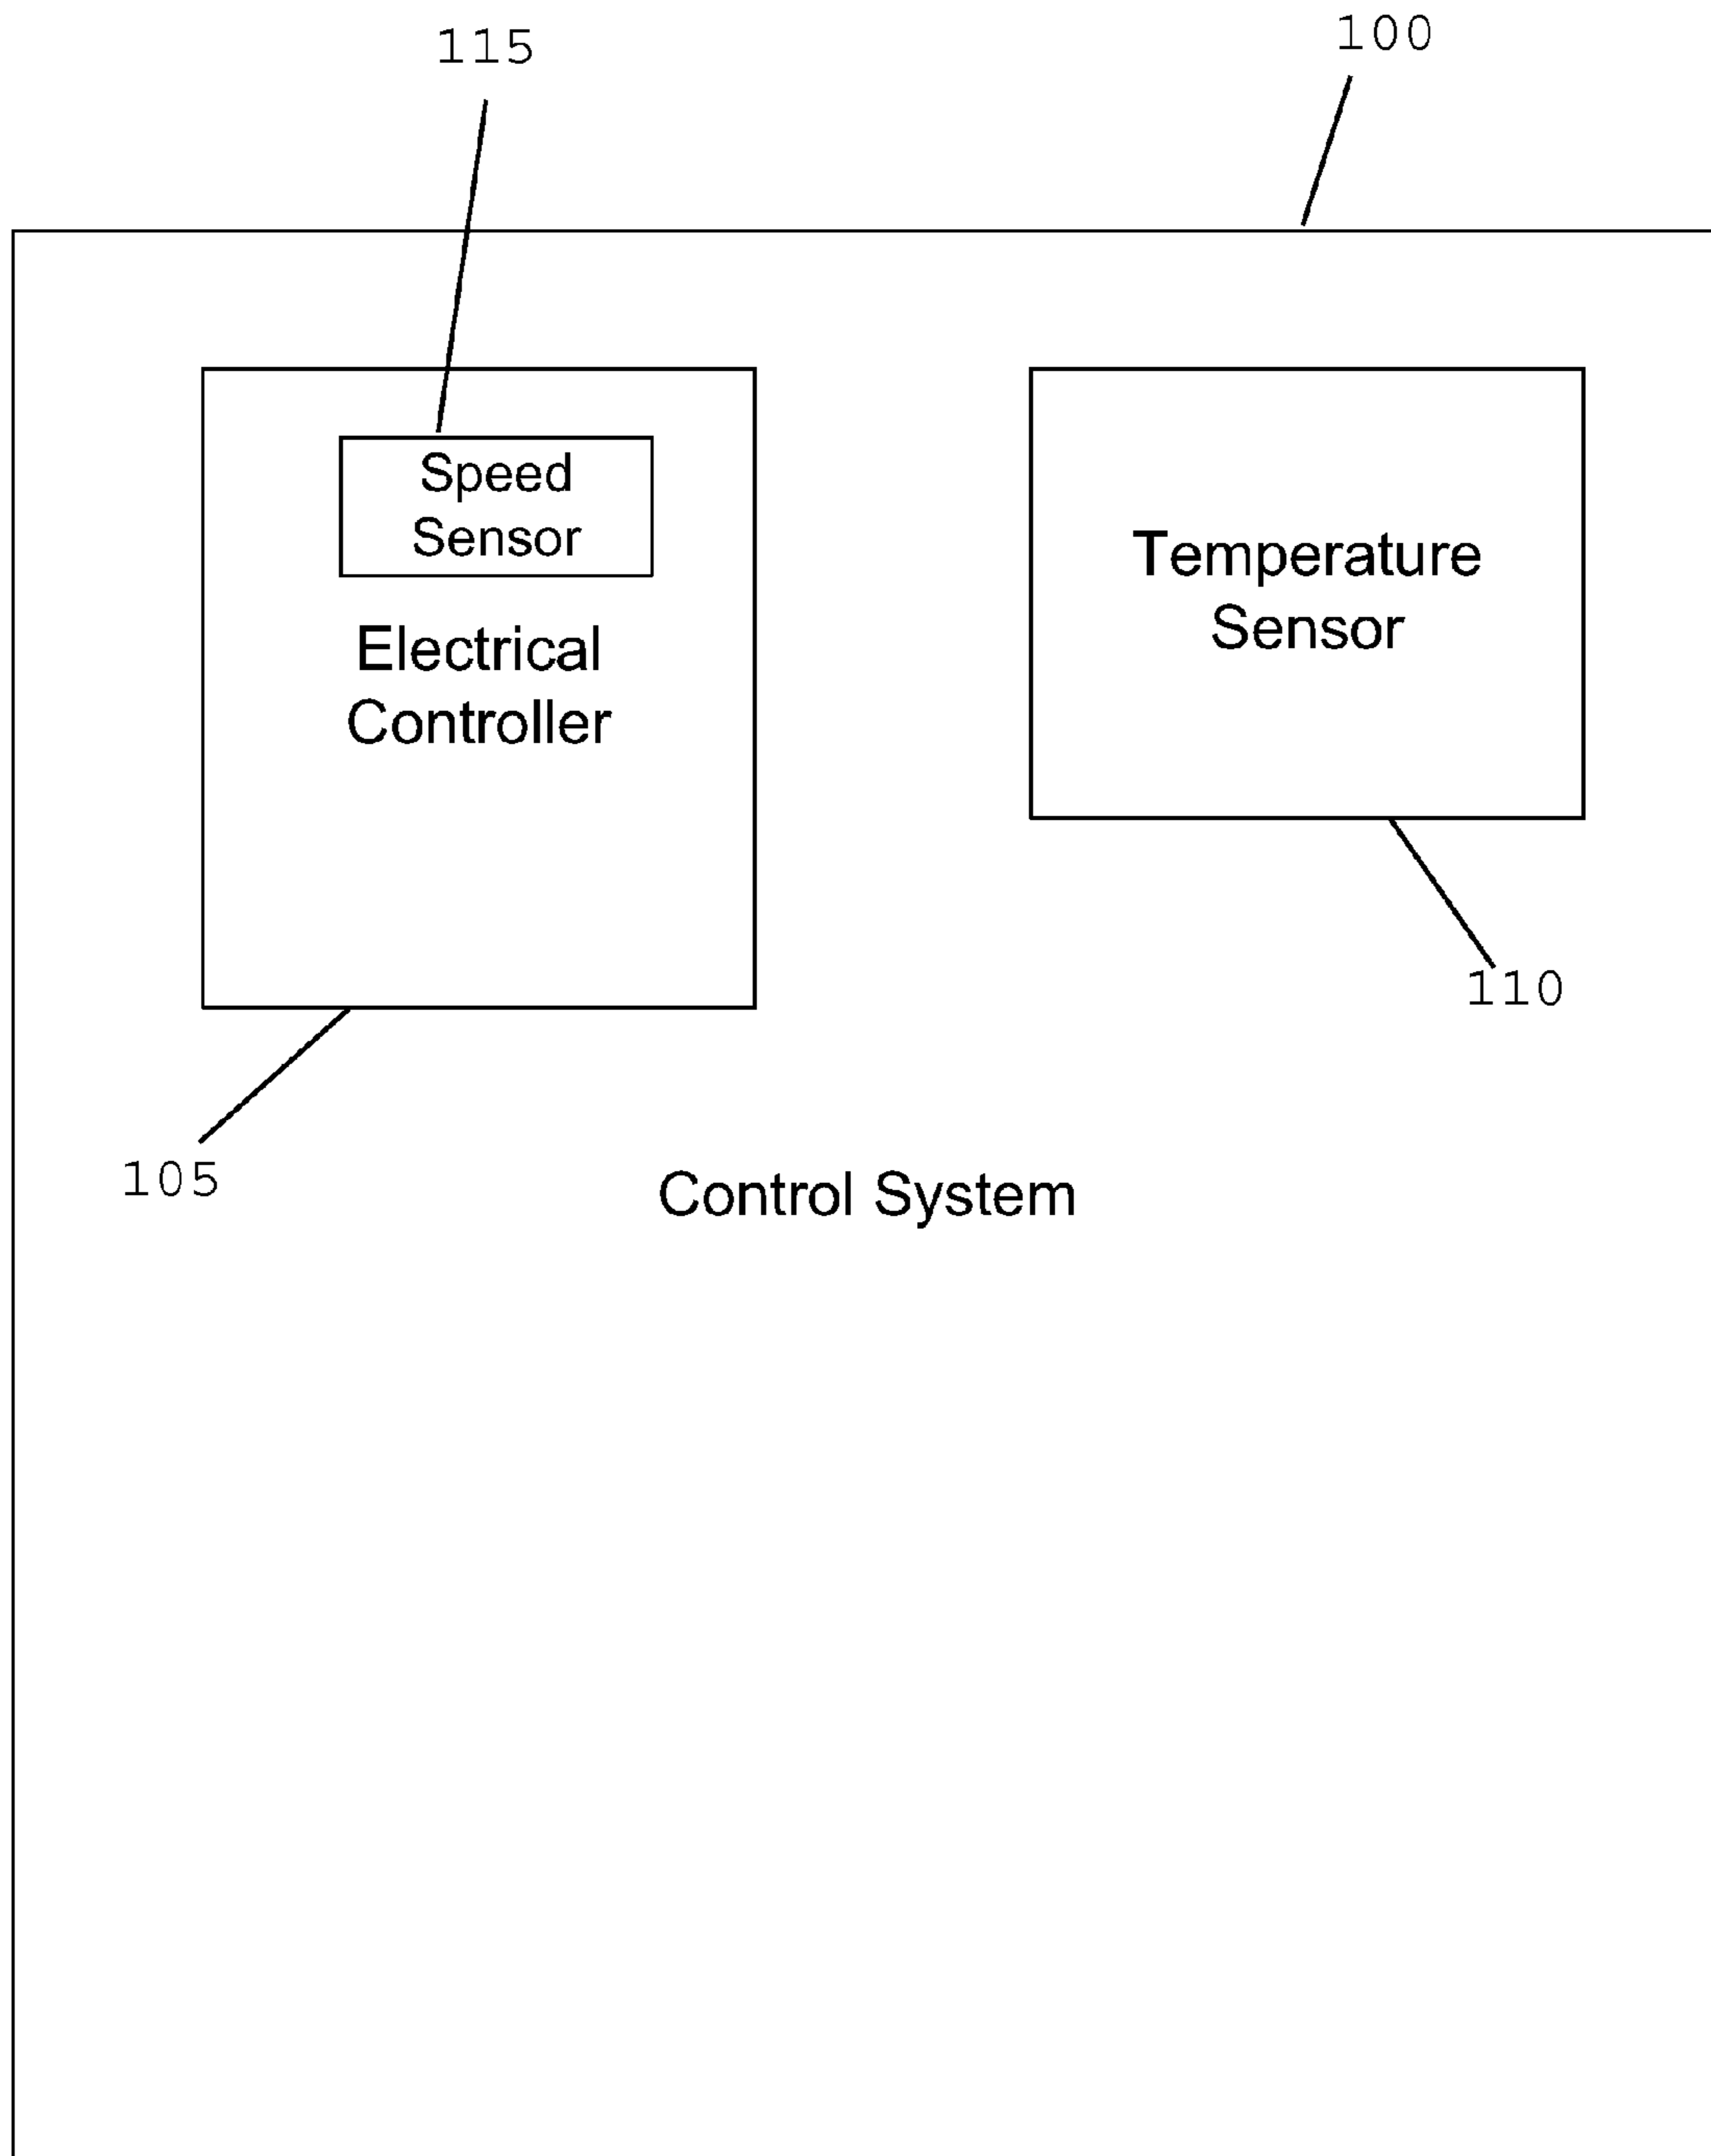 115
100
Speed
Sensor
Electrical
Controller
Temperature
Sensor
110
105
Control System